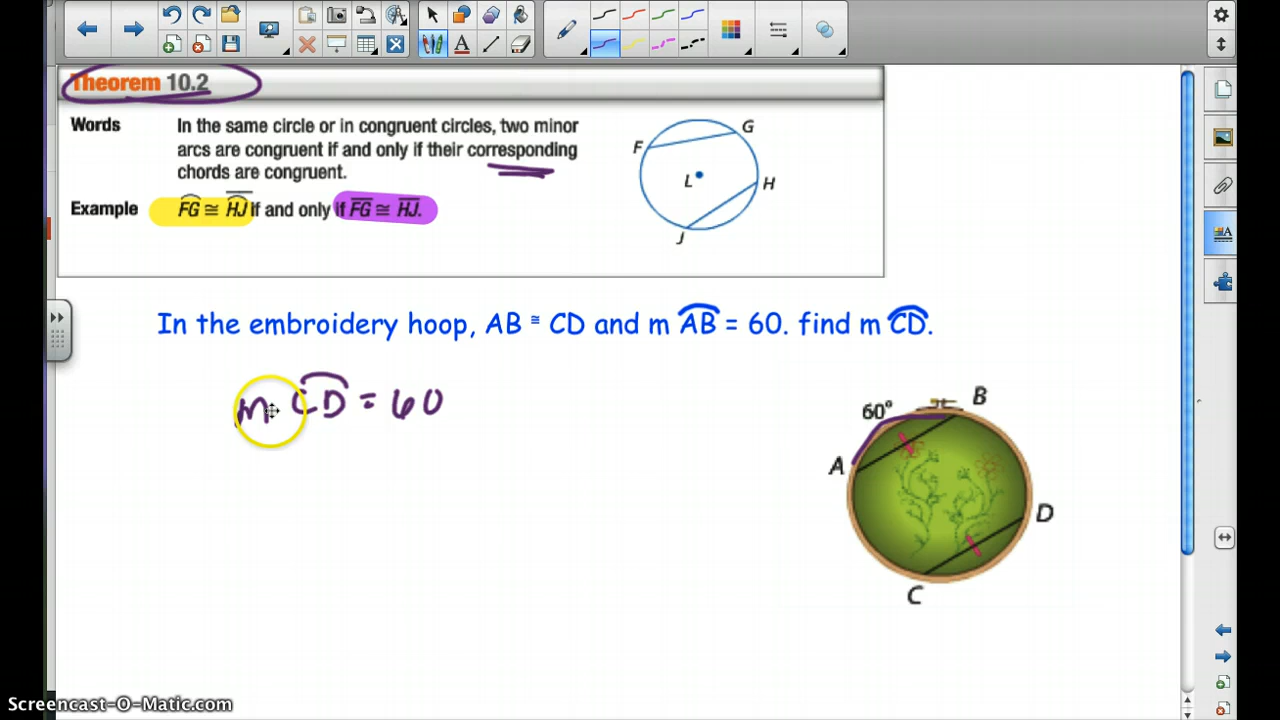 Theorem 10.2
Words In the same circle or in congruent circles, two minor
arcs are congruent if and only if their corresponding
chords are congruent.
Example FG ≅ HJ if and only if FG ≅ HJ.
G
F
L
H
J
In the embroidery hoop, AB ≅ CD and m AB = 60. find m CD.
m CD = 60
60°
B
A
D
C
Screencast-O-Matic.com